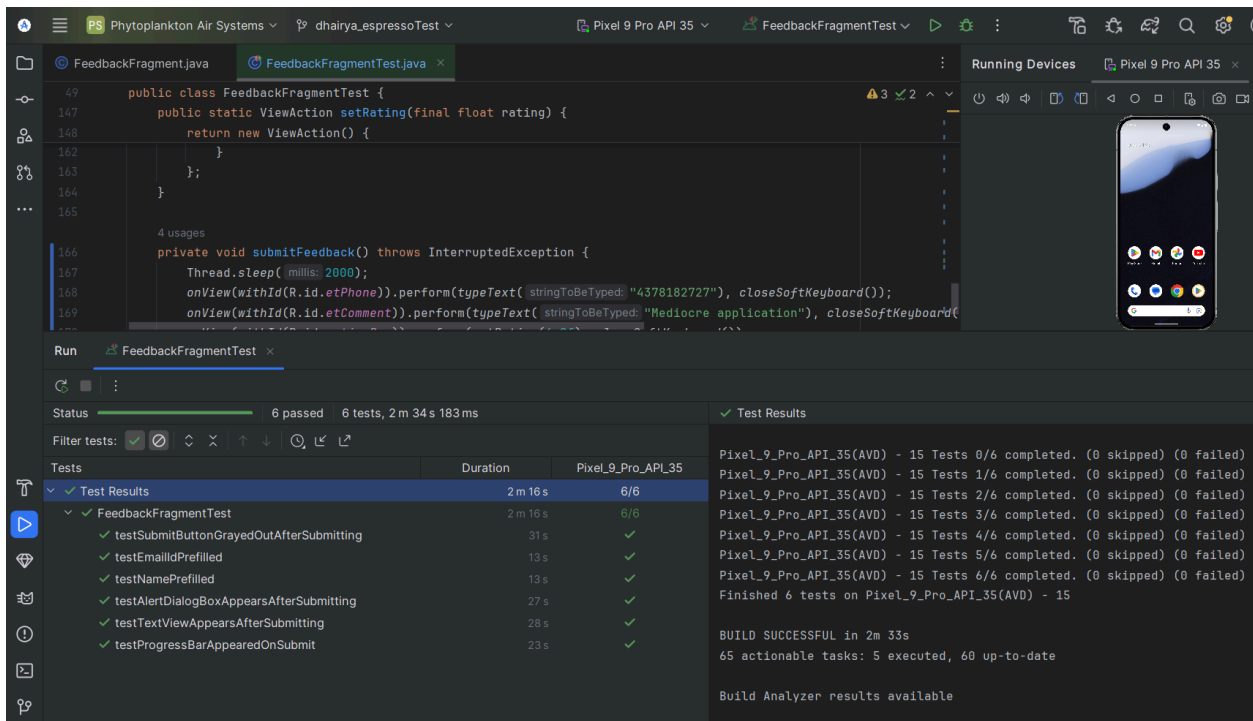 PS Phytoplankton Air Systems dhairya_espressoTest Pixel 9 Pro API 35 FeedbackFragmentTest
FeedbackFragment.java FeedbackFragmentTest.java Running Devices Pixel 9 Pro API 35
49 public class FeedbackFragmentTest { 3 2
147 public static ViewAction setRating(final float rating) {
148 return new ViewAction() {
162 }
163 };
164 }
165
4 usages
166 private void submitFeedback() throws InterruptedException {
167 Thread.sleep( millis: 2000);
168 onView(withId(R.id.etPhone)).perform(typeText( stringToBeTyped: "4378182727"), closeSoftKeyboard());
169 onView(withId(R.id.etComment)).perform(typeText( stringToBeTyped: "Mediocre application"), closeSoftKeyboard(
Run FeedbackFragmentTest
Status 6 passed 6 tests, 2 m 34 s 183 ms
Test Results
Filter tests:
Tests Duration Pixel_9_Pro_API_35
Test Results 2 m 16 s 6/6
FeedbackFragmentTest 2 m 16 s 6/6
testSubmitButtonGrayedOutAfterSubmitting 31 s
testEmailIdPrefilled 13 s
testNamePrefilled 13 s
testAlertDialogBoxAppearsAfterSubmitting 27 s
testTextViewAppearsAfterSubmitting 28 s
testProgressBarAppearedOnSubmit 23 s
Pixel_9_Pro_API_35(AVD) - 15 Tests 0/6 completed. (0 skipped) (0 failed)
Pixel_9_Pro_API_35(AVD) - 15 Tests 1/6 completed. (0 skipped) (0 failed)
Pixel_9_Pro_API_35(AVD) - 15 Tests 2/6 completed. (0 skipped) (0 failed)
Pixel_9_Pro_API_35(AVD) - 15 Tests 3/6 completed. (0 skipped) (0 failed)
Pixel_9_Pro_API_35(AVD) - 15 Tests 4/6 completed. (0 skipped) (0 failed)
Pixel_9_Pro_API_35(AVD) - 15 Tests 5/6 completed. (0 skipped) (0 failed)
Pixel_9_Pro_API_35(AVD) - 15 Tests 6/6 completed. (0 skipped) (0 failed)
Finished 6 tests on Pixel_9_Pro_API_35(AVD) - 15
BUILD SUCCESSFUL in 2m 33s
65 actionable tasks: 5 executed, 60 up-to-date
Build Analyzer results available